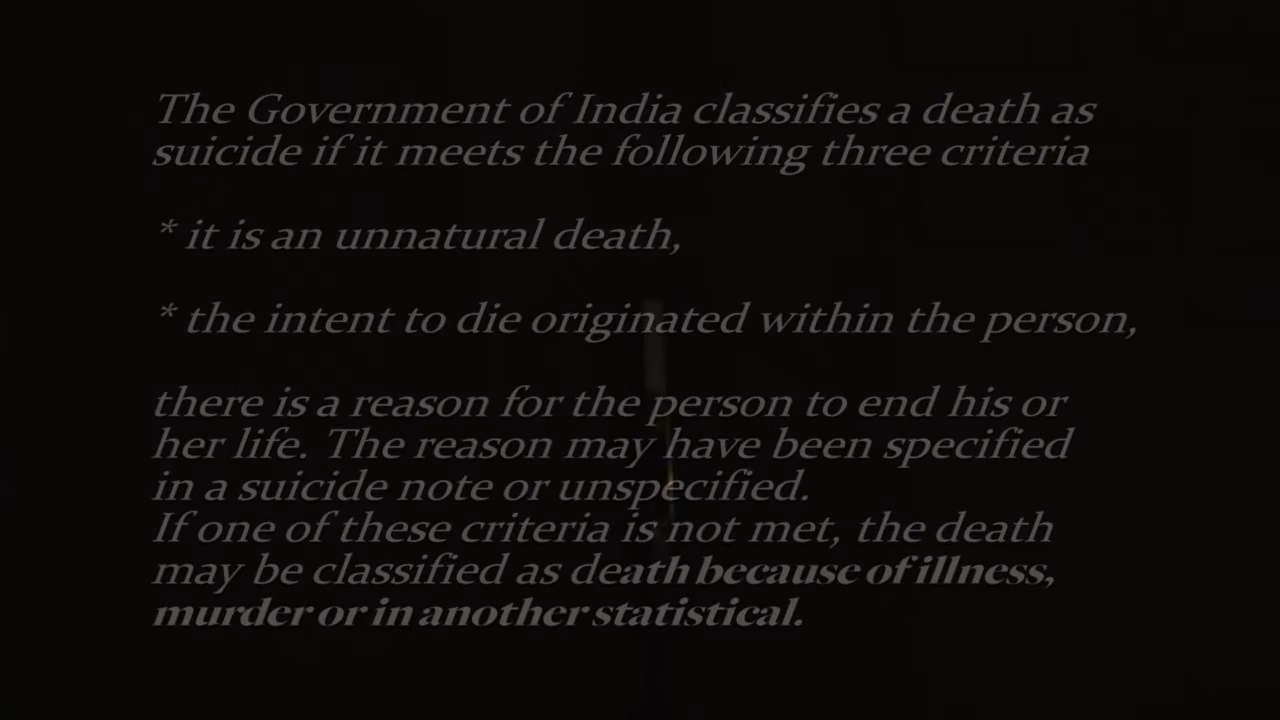 The Government of India classifies a death as
suicide if it meets the following three criteria
* it is an unnatural death,
* the intent to die originated within the person,
there is a reason for the person to end his or
her life. The reason may have been specified
in a suicide note or unspecified.
If one of these criteria is not met, the death
may be classified as death because of illness,
murder or in another statistical.